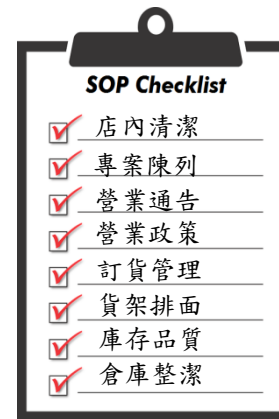 SOP Checklist
店內清潔
專案陳列
營業通告
營業政策
訂貨管理
貨架排面
庫存品質
倉庫整潔